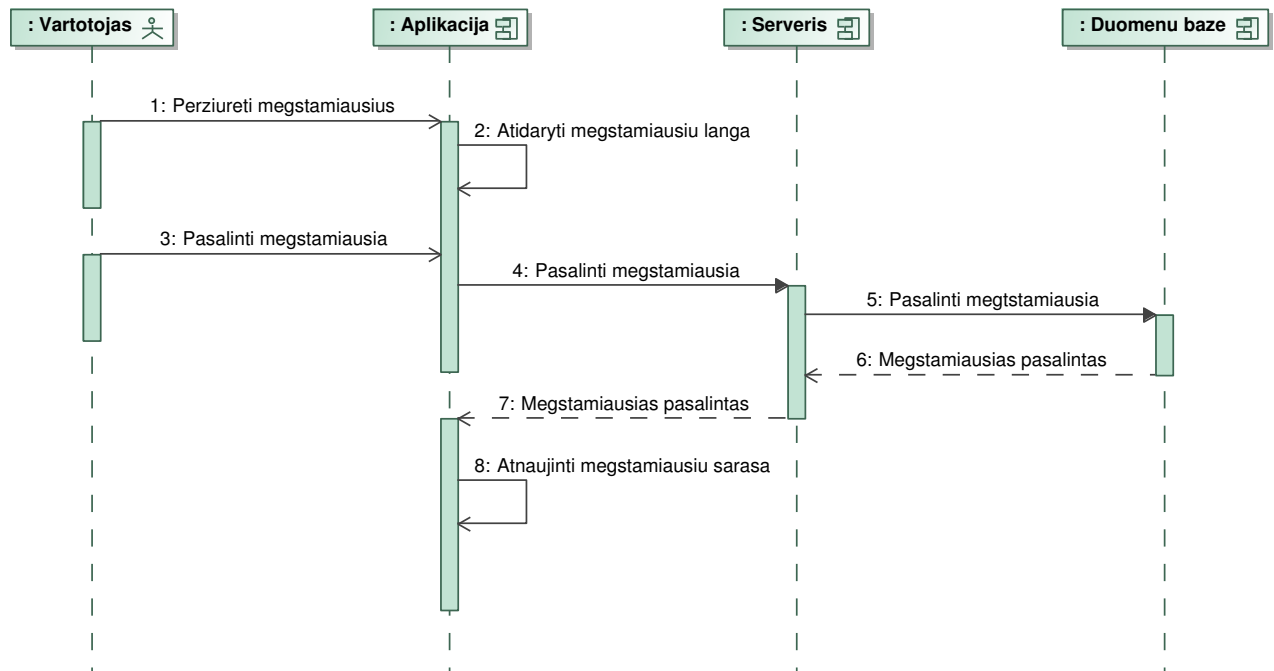 : Vartotojas
: Aplikacija
: Serveris
: Duomenu baze
1: Perziureti megstamiausius
2: Atidaryti megstamiausiu langa
3: Pasalinti megstamiausia
4: Pasalinti megstamiausia
5: Pasalinti megtstamiausia
6: Megstamiausias pasalintas
7: Megstamiausias pasalintas
8: Atnaujinti megstamiausiu sarasa